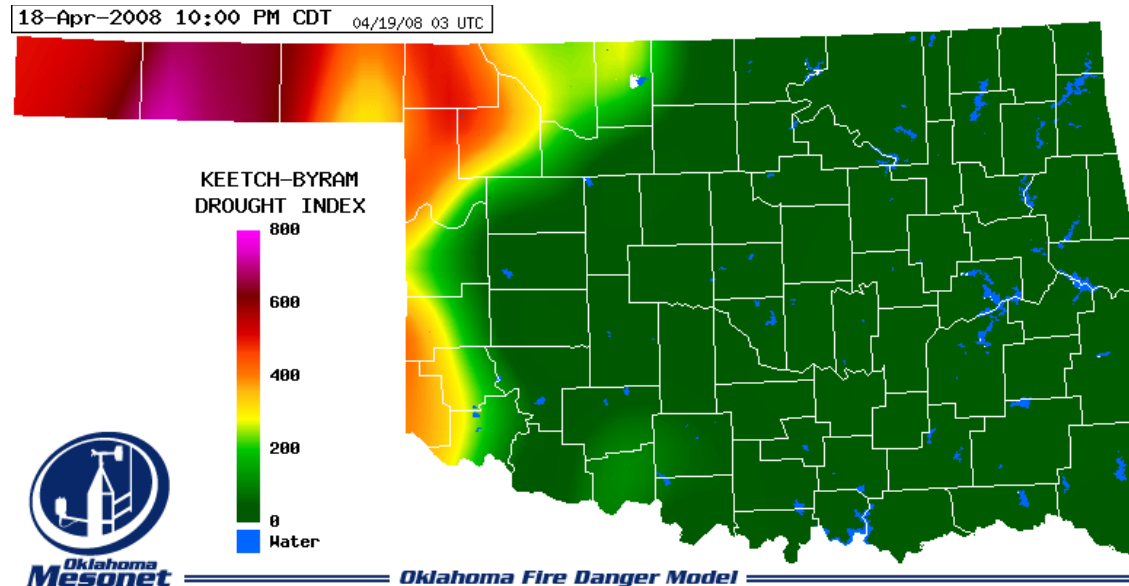 18-Apr-2008 10:00 PM CDT 04/19/08 03 UTC
KEETCH-BYRAM
DROUGHT INDEX
800
600
400
200
0
Water
Oklahoma
Mesonet
Oklahoma Fire Danger Model